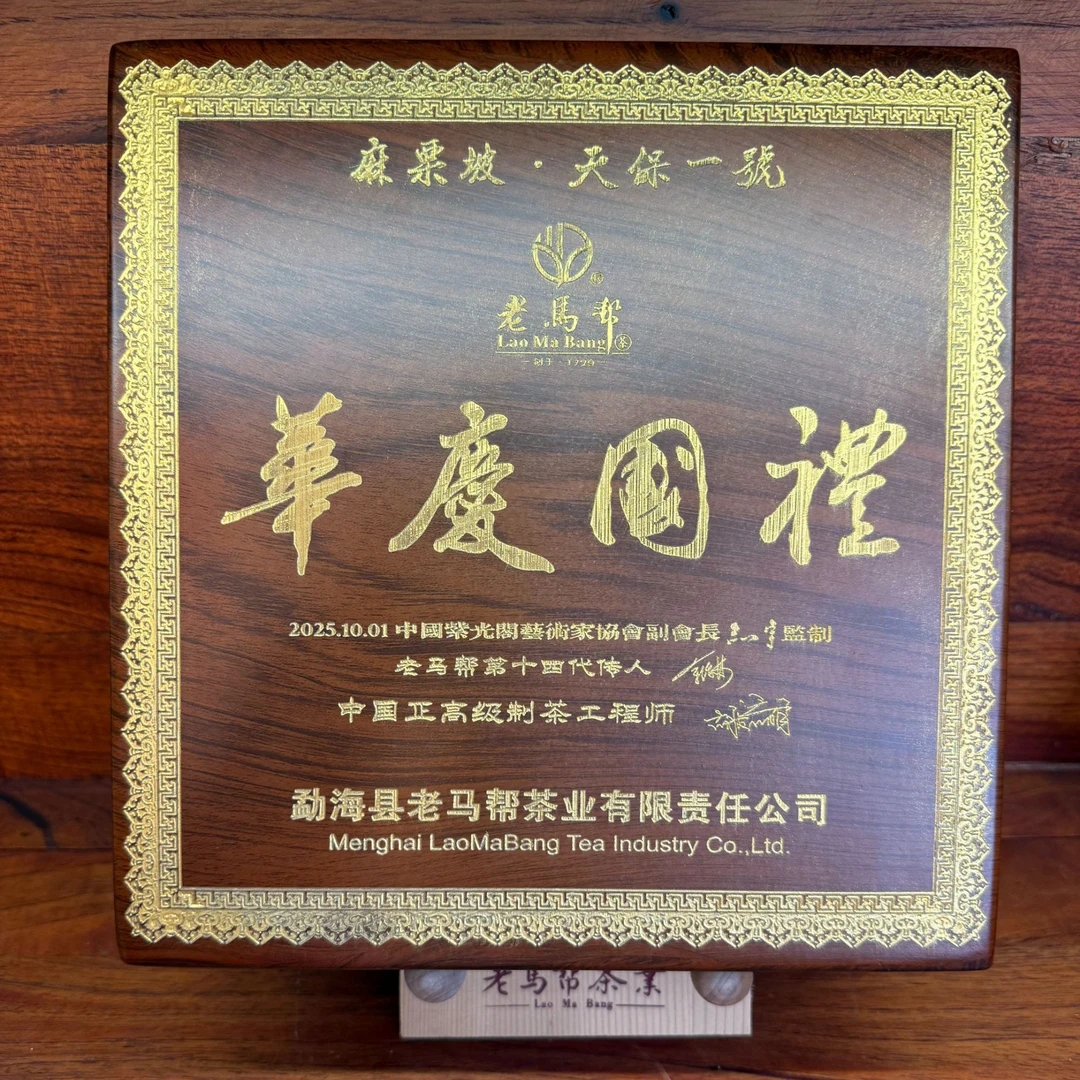 麻栗坡·天保一號
老馬帮
Lao Ma Bang 茶
華慶國禮
2025.10.01 中國紫光閣藝術家協會副會長 監制
老马帮第十四代传人
中国正高级制茶工程师
勐海县老马帮茶业有限责任公司
Menghai LaoMaBang Tea Industry Co.,Ltd.
老馬帮茶業
Lao Ma Bang